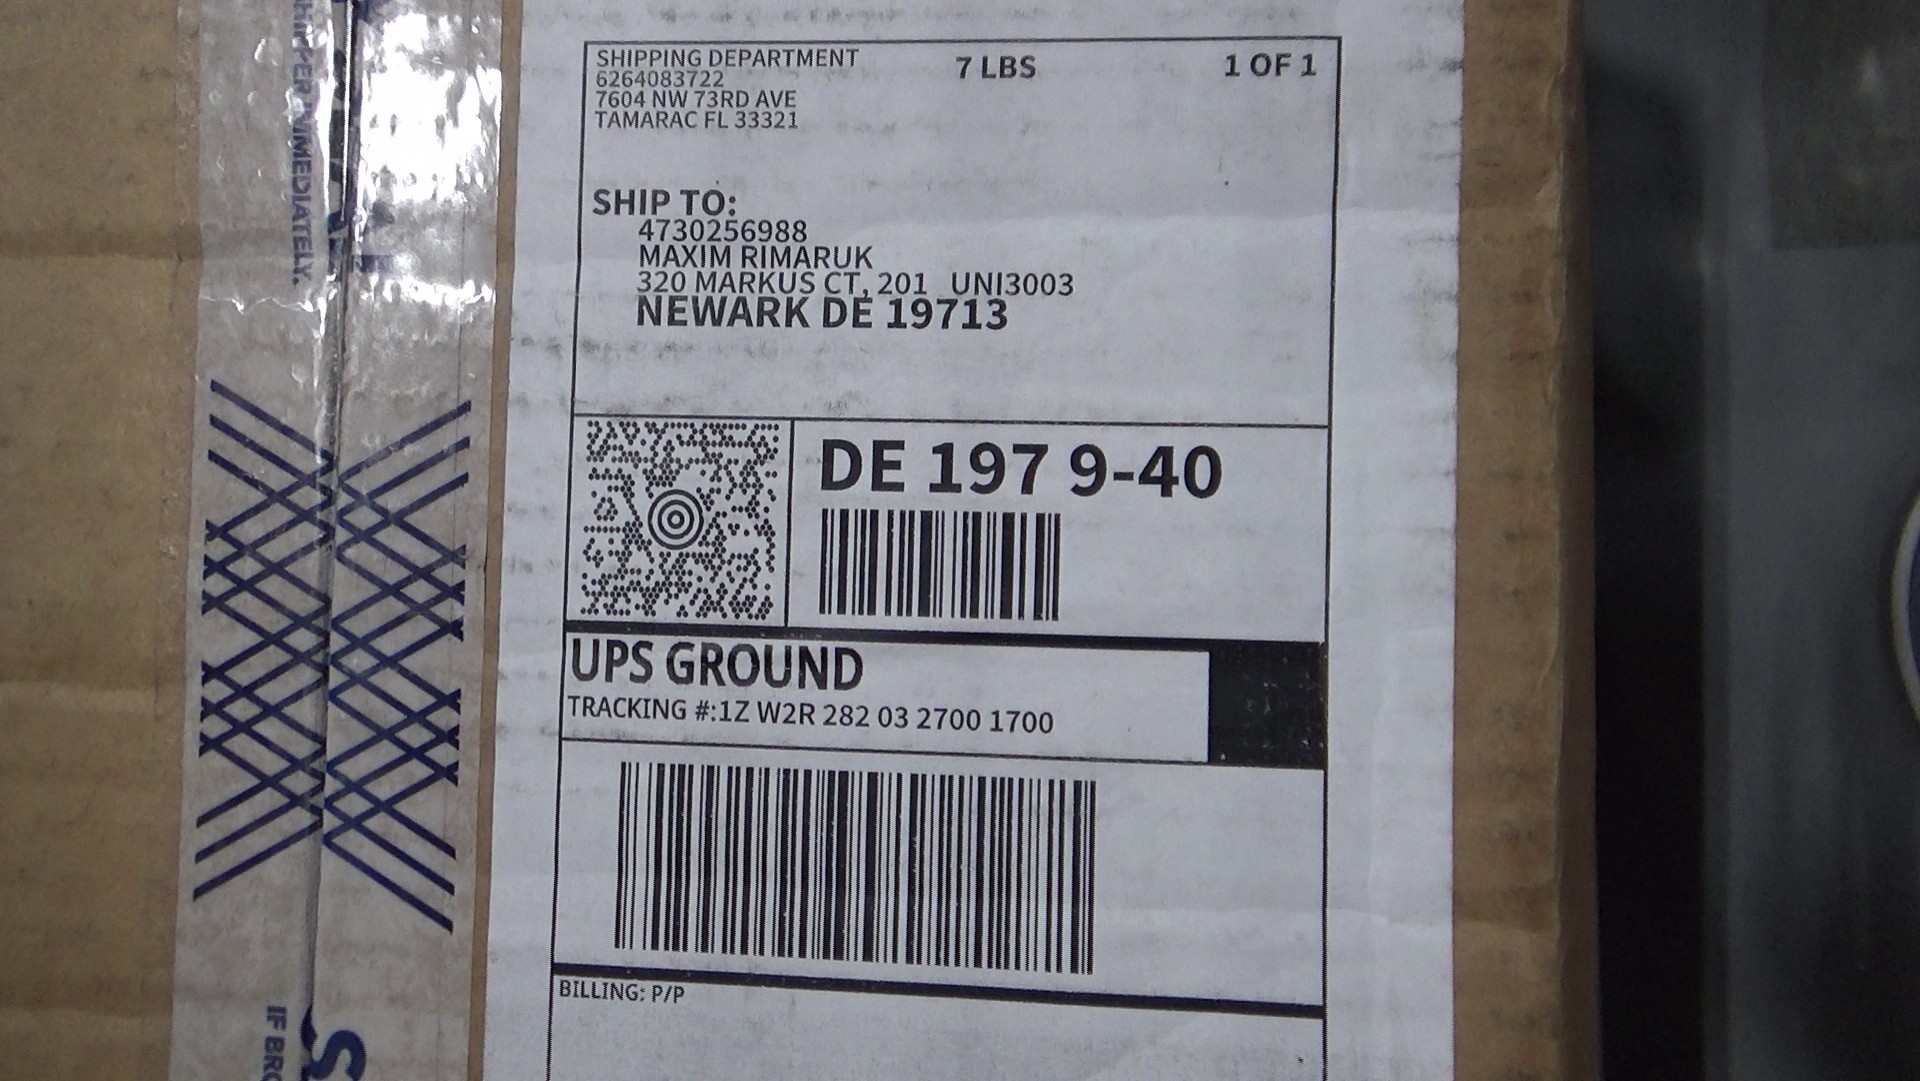 SHIPPING DEPARTMENT
6264083722
7604 NW 73RD AVE
TAMARAC FL 33321
7 LBS
1 OF 1
SHIP TO:
4730256988
MAXIM RIMARUK
320 MARKUS CT, 201 UNI3003
NEWARK DE 19713
DE 197 9-40
UPS GROUND
TRACKING #:1Z W2R 282 03 2700 1700
BILLING: P/P
IMMEDIATELY.
IF